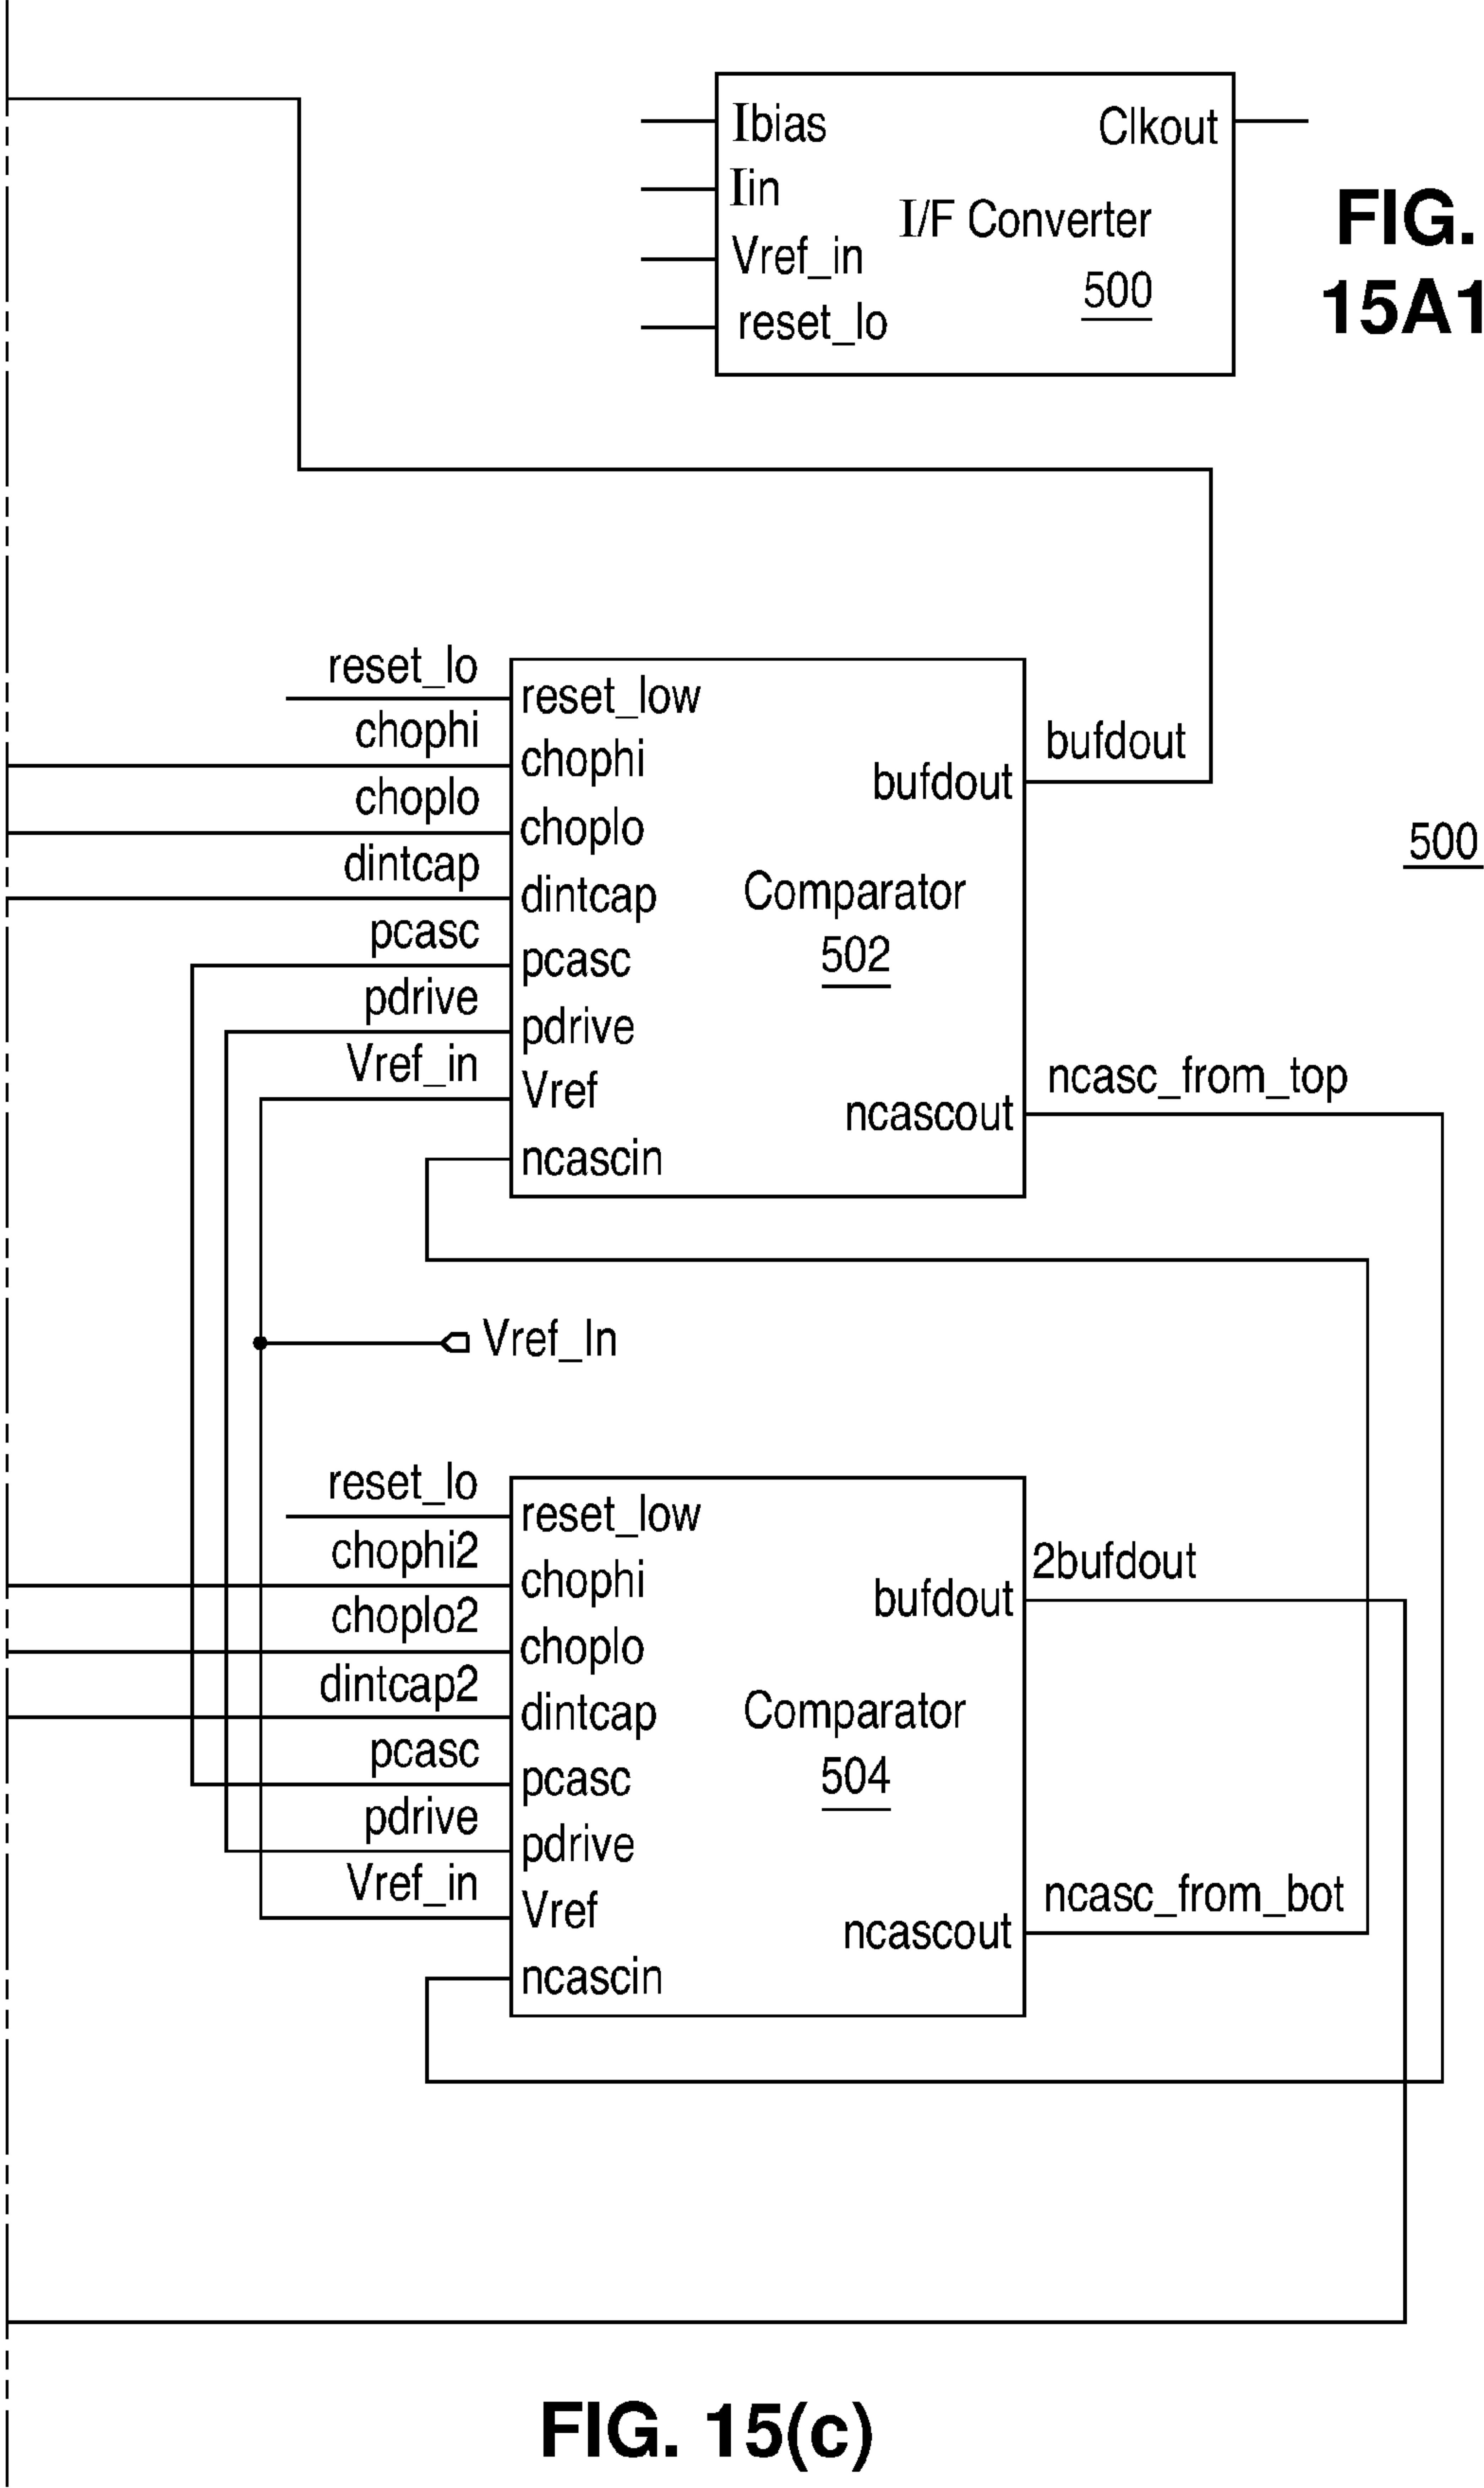 Ibias
Clkout
Iin
I/F Converter
Vref_in
500
reset_lo
FIG.
15A1
reset_lo
reset_low
chophi
chophi
bufdout
bufdout
choplo
choplo
500
dintcap
dintcap
Comparator
pcasc
pcasc
502
pdrive
pdrive
Vref_in
Vref
ncasc_from_top
ncascout
ncascin
Vref_In
reset_lo
reset_low
chophi2
chophi
2bufdout
bufdout
choplo2
choplo
dintcap2
dintcap
Comparator
pcasc
pcasc
504
pdrive
pdrive
Vref_in
Vref
ncasc_from_bot
ncascout
ncascin
FIG. 15(c)